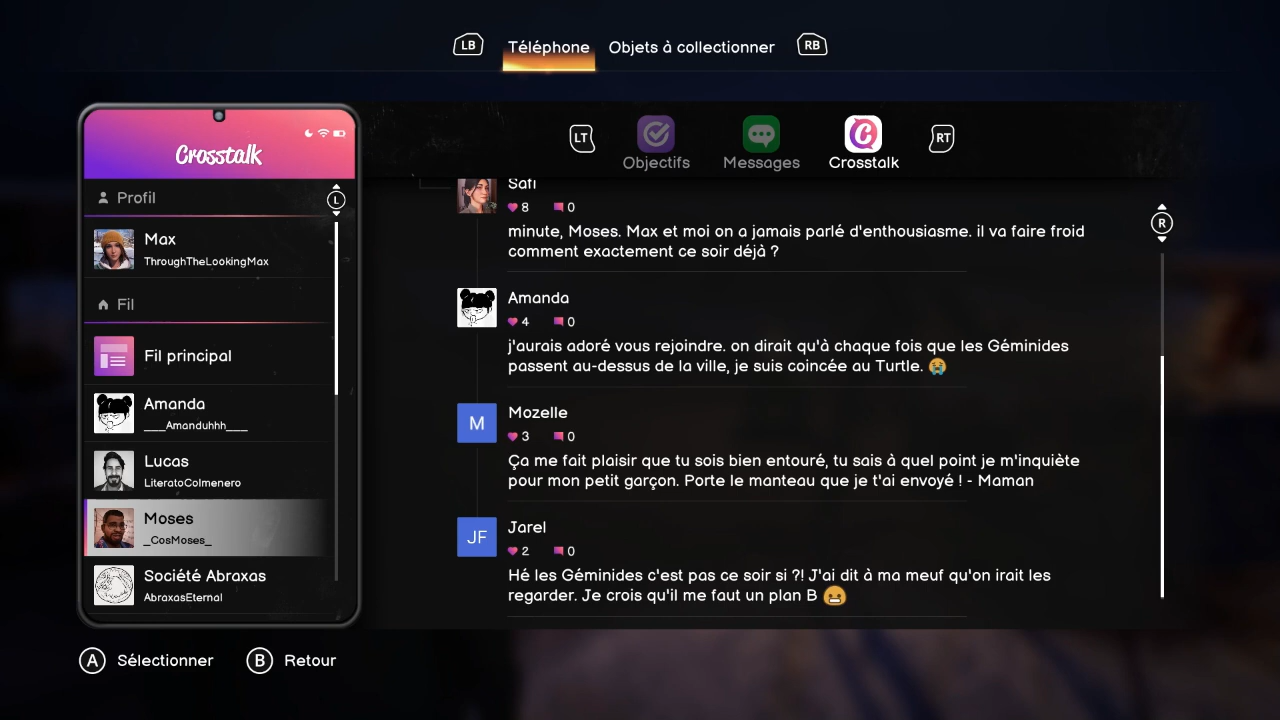 LB Téléphone Objets à collectionner RB
Crosstalk
Profil
L
Max
ThroughTheLookingMax
Fil
Fil principal
Amanda
___Amanduhhh___
Lucas
LiteratoColmenero
Moses
_CosMoses_
Société Abraxas
AbraxasEternal
LT Objectifs Messages Crosstalk RT
R
Safi
8 0
minute, Moses. Max et moi on a jamais parlé d'enthousiasme. il va faire froid
comment exactement ce soir déjà ?
Amanda
4 0
j'aurais adoré vous rejoindre. on dirait qu'à chaque fois que les Géminides
passent au-dessus de la ville, je suis coincée au Turtle. 😭
M
Mozelle
3 0
Ça me fait plaisir que tu sois bien entouré, tu sais à quel point je m'inquiète
pour mon petit garçon. Porte le manteau que je t'ai envoyé ! - Maman
JF
Jarel
2 0
Hé les Géminides c'est pas ce soir si ?! J'ai dit à ma meuf qu'on irait les
regarder. Je crois qu'il me faut un plan B 😬
A Sélectionner B Retour